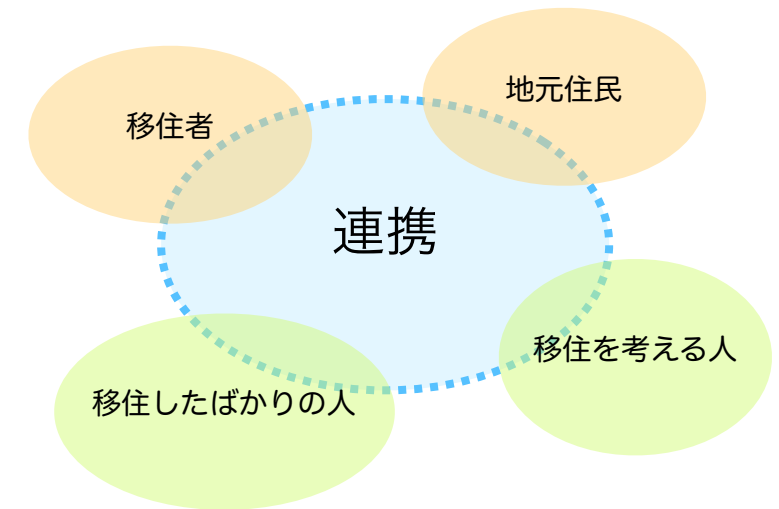 地元住民
移住者
連携
移住を考える人
移住したばかりの人